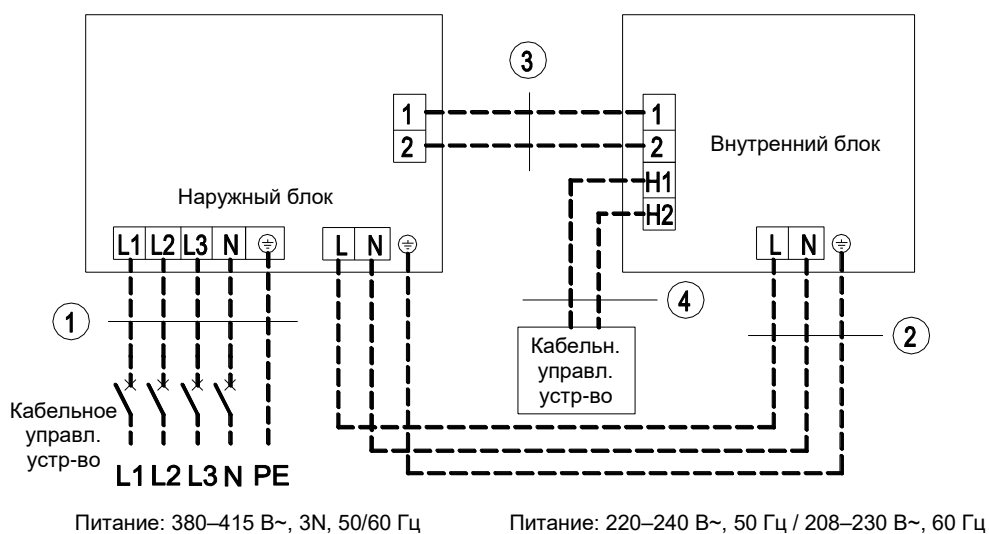 3
1
2
1
2
H1
H2
Внутренний блок
Наружный блок
L1 L2 L3 N
L N
L N
1
4
2
Кабельн.
управл.
устр-во
Кабельное
управл.
устр-во
L1 L2 L3 N PE
Питание: 380–415 В~, 3N, 50/60 Гц
Питание: 220–240 В~, 50 Гц / 208–230 В~, 60 Гц